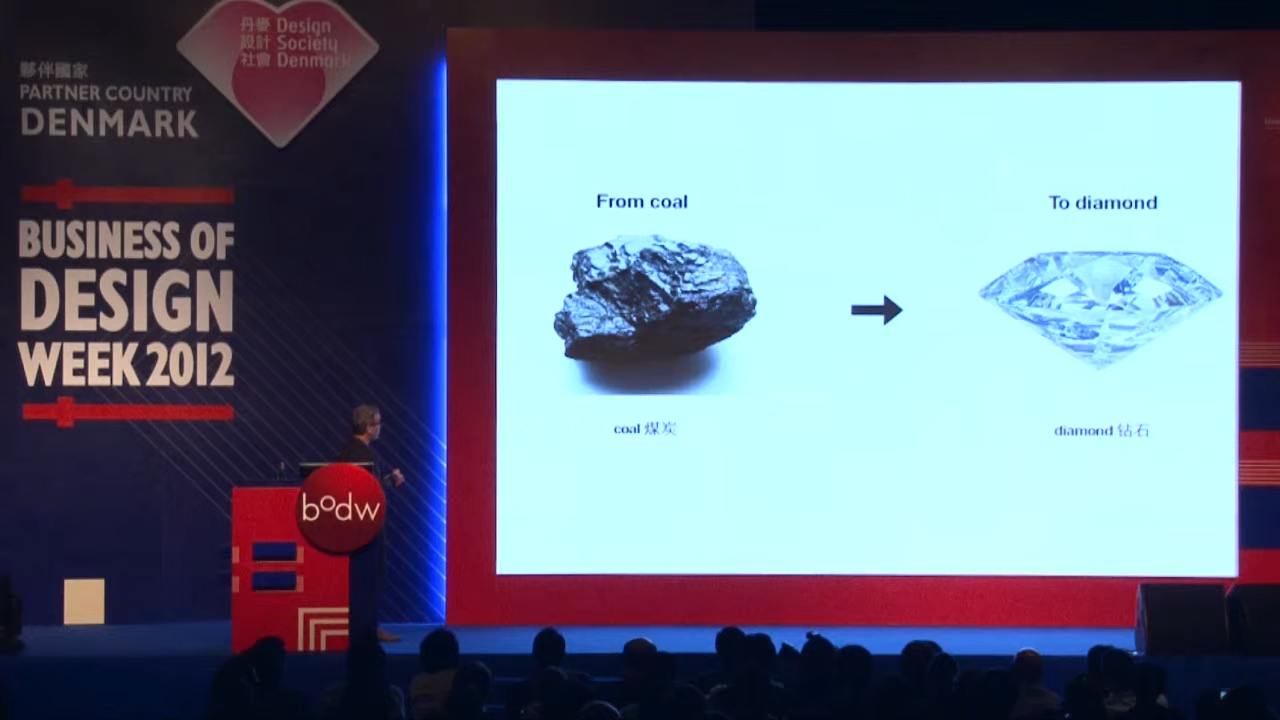 丹麥 Design
設計 Society
社會 Denmark
夥伴國家
PARTNER COUNTRY
DENMARK
BUSINESS OF
DESIGN
WEEK 2012
bodw
From coal
To diamond
coal 煤炭
diamond 钻石